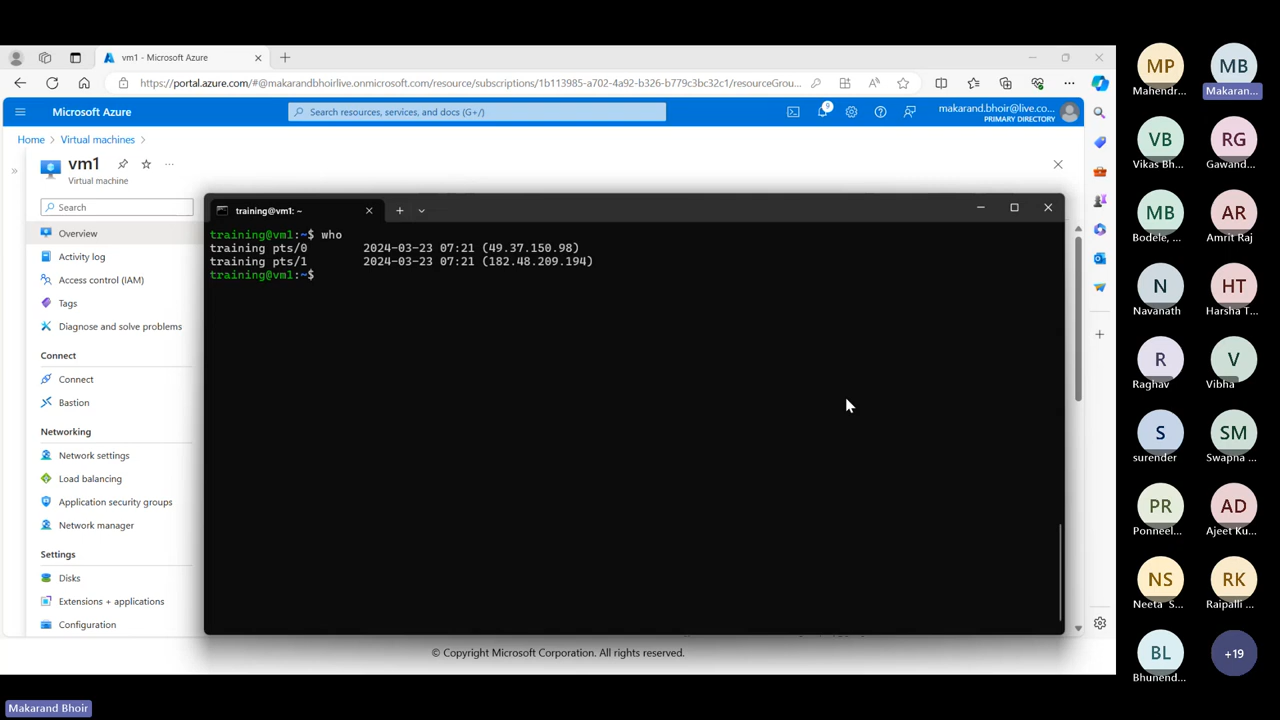 vm1 - Microsoft Azure
https://portal.azure.com/#@makarandbhoirlive.onmicrosoft.com/resource/subscriptions/1b113985-a702-4a92-b326-b779c3bc32c1/resourceGrou...
Microsoft Azure
Search resources, services, and docs (G+/)
9
makarand.bhoir@live.co...
PRIMARY DIRECTORY
Home
Virtual machines
vm1
Virtual machine
Search
Overview
Activity log
Access control (IAM)
Tags
Diagnose and solve problems
Connect
Connect
Bastion
Networking
Network settings
Load balancing
Application security groups
Network manager
Settings
Disks
Extensions + applications
Configuration
training@vm1: ~
training@vm1:~$ who
training pts/0        2024-03-23 07:21 (49.37.150.98)
training pts/1        2024-03-23 07:21 (182.48.209.194)
training@vm1:~$
© Copyright Microsoft Corporation. All rights reserved.
MP
Mahendr...
MB
Makaran...
VB
Vikas Bh...
RG
Gawand...
MB
Bodele, ...
AR
Amrit Raj
N
Navanath
HT
Harsha T...
R
Raghav
V
Vibha
S
surender
SM
Swapna ...
PR
Ponneel...
AD
Ajeet Ku...
NS
Neeta S...
RK
Raipalli ...
BL
Bhunend...
+19
Makarand Bhoir